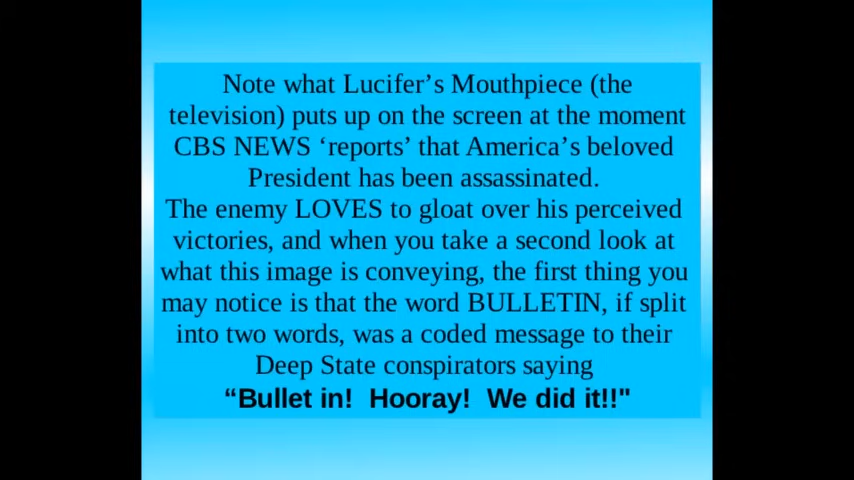 Note what Lucifer’s Mouthpiece (the
television) puts up on the screen at the moment
CBS NEWS ‘reports’ that America’s beloved
President has been assassinated.
The enemy LOVES to gloat over his perceived
victories, and when you take a second look at
what this image is conveying, the first thing you
may notice is that the word BULLETIN, if split
into two words, was a coded message to their
Deep State conspirators saying
“Bullet in!  Hooray!  We did it!!"